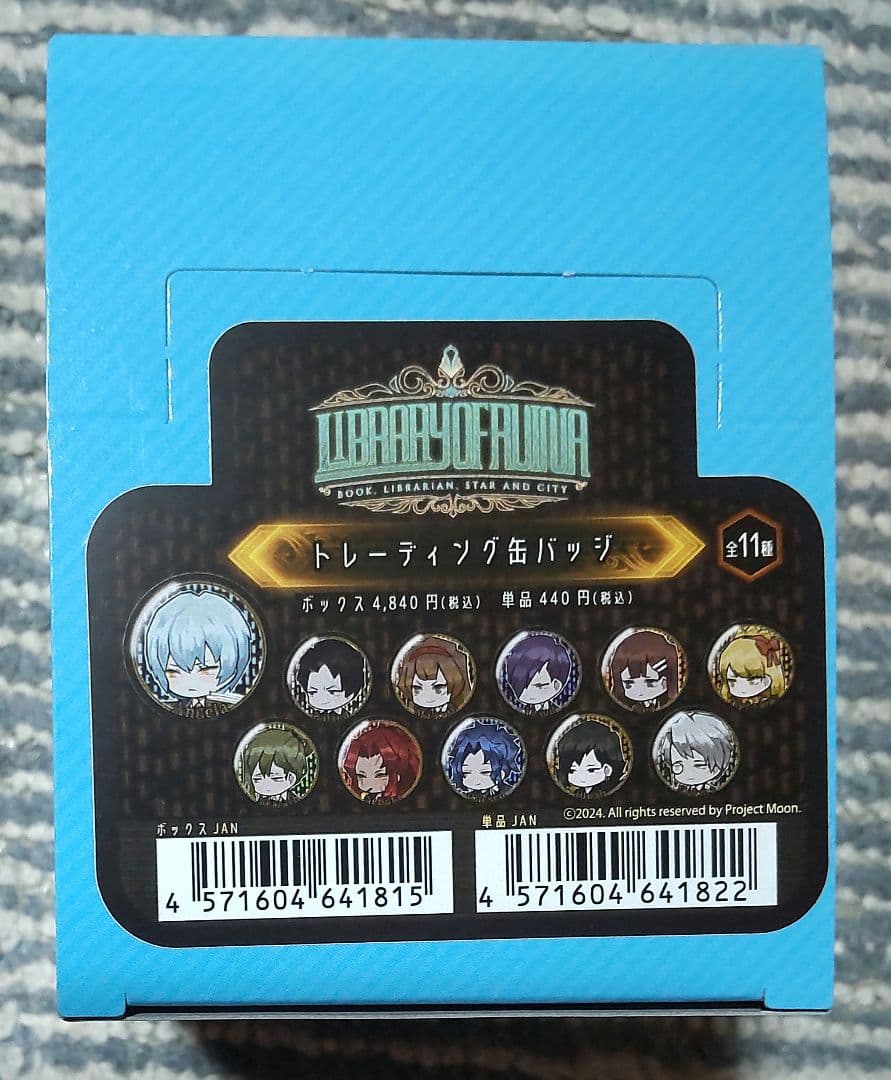 LIBRARY OF RUINA
BOOK, LIBRARIAN, STAR AND CITY
トレーディング缶バッジ
全11種
ボックス 4,840 円(税込) 単品 440 円(税込)
Angela
©2024. All rights reserved by Project Moon.
ボックス JAN
単品 JAN
4 571604 641815
4 571604 641822